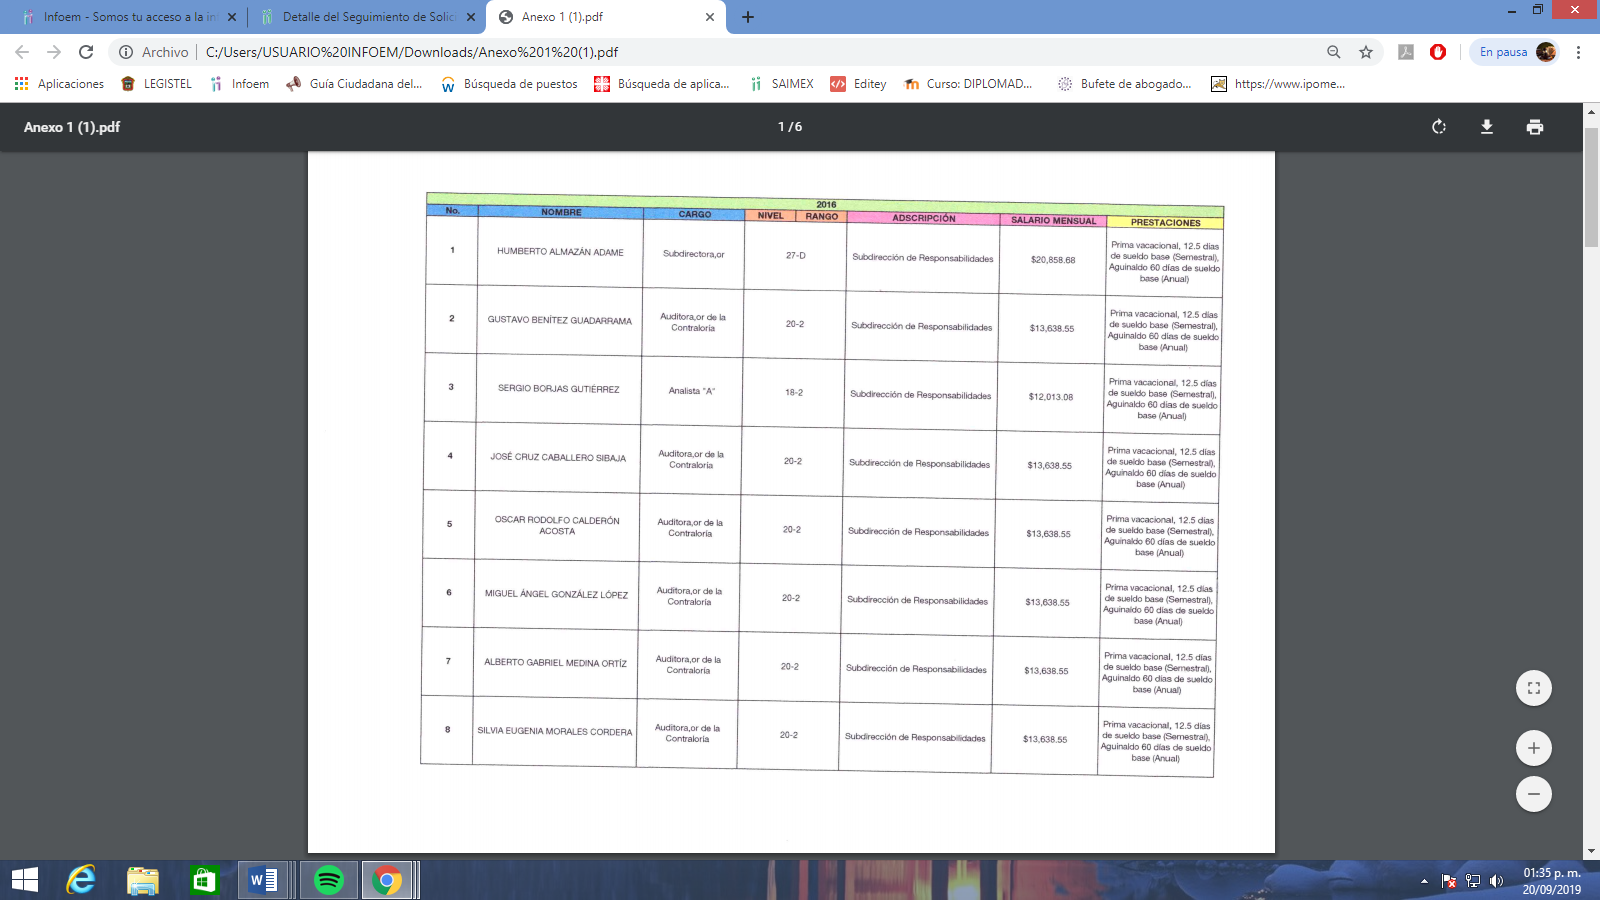 Infoem - Somos tu acceso a la in
Detalle del Seguimiento de Solici
Anexo 1 (1).pdf
Archivo
C:/Users/USUARIO%20INFOEM/Downloads/Anexo%201%20(1).pdf
En pausa
Aplicaciones
LEGISTEL
Infoem
Guía Ciudadana del...
Búsqueda de puestos
Búsqueda de aplica...
SAIMEX
Editey
Curso: DIPLOMAD...
Bufete de abogado...
https://www.ipome...
Anexo 1 (1).pdf
1 / 6
2016
No. NOMBRE CARGO NIVEL RANGO ADSCRIPCIÓN SALARIO MENSUAL PRESTACIONES
1 HUMBERTO ALMAZÁN ADAME Subdirectora,or 27-D Subdirección de Responsabilidades $20,858.68
Prima vacacional, 12.5 días
de sueldo base (Semestral),
Aguinaldo 60 días de sueldo
base (Anual)
2 GUSTAVO BENÍTEZ GUADARRAMA
Auditora,or de la
Contraloría
20-2 Subdirección de Responsabilidades $13,638.55
Prima vacacional, 12.5 días
de sueldo base (Semestral),
Aguinaldo 60 días de sueldo
base (Anual)
3 SERGIO BORJAS GUTIÉRREZ Analista "A" 18-2 Subdirección de Responsabilidades $12,013.08
Prima vacacional, 12.5 días
de sueldo base (Semestral),
Aguinaldo 60 días de sueldo
base (Anual)
4 JOSÉ CRUZ CABALLERO SIBAJA
Auditora,or de la
Contraloría
20-2 Subdirección de Responsabilidades $13,638.55
Prima vacacional, 12.5 días
de sueldo base (Semestral),
Aguinaldo 60 días de sueldo
base (Anual)
5
OSCAR RODOLFO CALDERÓN
ACOSTA
Auditora,or de la
Contraloría
20-2 Subdirección de Responsabilidades $13,638.55
Prima vacacional, 12.5 días
de sueldo base (Semestral),
Aguinaldo 60 días de sueldo
base (Anual)
6 MIGUEL ÁNGEL GONZÁLEZ LÓPEZ
Auditora,or de la
Contraloría
20-2 Subdirección de Responsabilidades $13,638.55
Prima vacacional, 12.5 días
de sueldo base (Semestral),
Aguinaldo 60 días de sueldo
base (Anual)
7 ALBERTO GABRIEL MEDINA ORTÍZ
Auditora,or de la
Contraloría
20-2 Subdirección de Responsabilidades $13,638.55
Prima vacacional, 12.5 días
de sueldo base (Semestral),
Aguinaldo 60 días de sueldo
base (Anual)
8 SILVIA EUGENIA MORALES CORDERA
Auditora,or de la
Contraloría
20-2 Subdirección de Responsabilidades $13,638.55
Prima vacacional, 12.5 días
de sueldo base (Semestral),
Aguinaldo 60 días de sueldo
base (Anual)
01:35 p. m.
20/09/2019